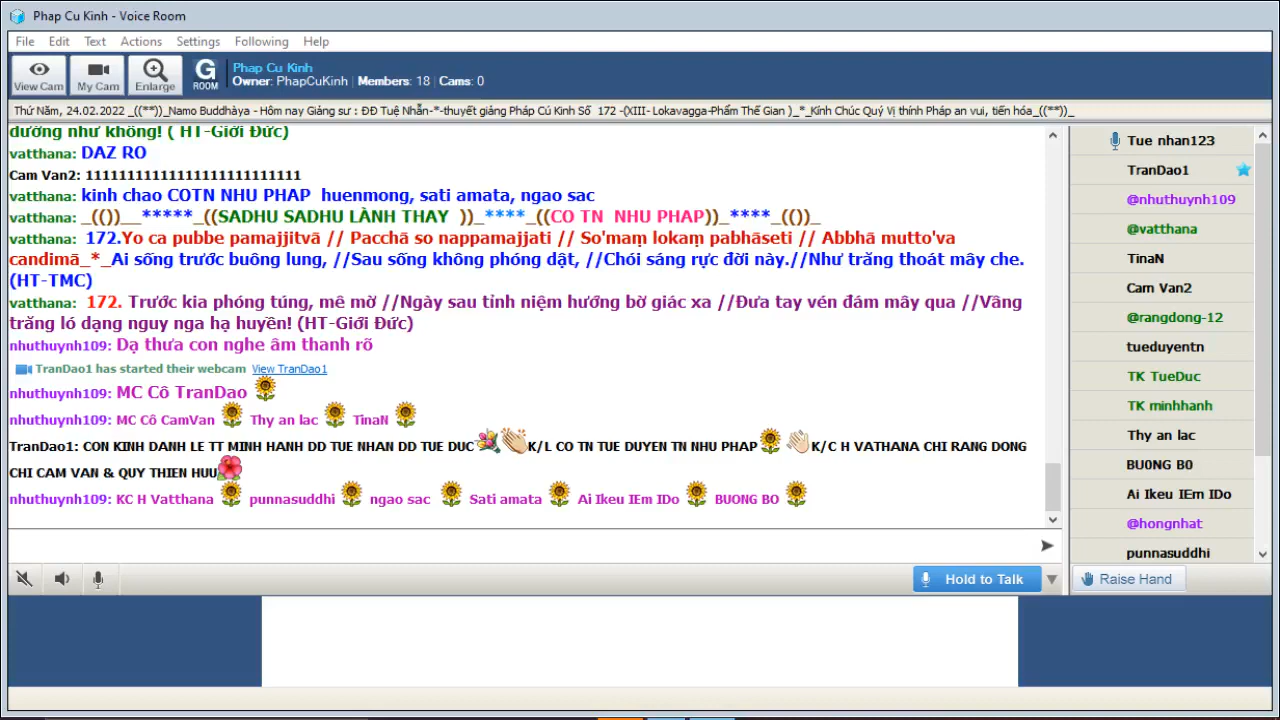 Phap Cu Kinh - Voice Room
File Edit Text Actions Settings Following Help
View Cam My Cam Enlarge G ROOM
Phap Cu Kinh
Owner: PhapCuKinh | Members: 18 | Cams: 0
Thứ Năm, 24.02.2022 _((**))_Namo Buddhàya - Hôm nay Giảng sư : ĐĐ Tuệ Nhẫn-*-thuyết giảng Pháp Cú Kinh Số 172 -(XIII- Lokavagga-Phẩm Thế Gian )_*_Kính Chúc Quý Vị thính Pháp an vui, tiến hóa_((**))_
dường như không! ( HT-Giới Đức)
vatthana: DAZ RO
Cam Van2: 1111111111111111111111111111
vatthana: kinh chao COTN NHU PHAP huenmong, sati amata, ngao sac
vatthana: _(())__*****_((SADHU SADHU LÀNH THAY ))_****_((CO TN NHU PHAP))_****_(())_
vatthana: 172.Yo ca pubbe pamajjitvā // Pacchā so nappamajjati // So'maṃ lokaṃ pabhāseti // Abbhā mutto'va
candimā_*_Ai sống trước buông lung, //Sau sống không phóng dật, //Chói sáng rực đời này.//Như trăng thoát mây che.
(HT-TMC)
vatthana: 172. Trước kia phóng túng, mê mờ //Ngày sau tỉnh niệm hướng bờ giác xa //Đưa tay vén đám mây qua //Vầng
trăng ló dạng nguy nga hạ huyền! (HT-Giới Đức)
nhuthuynh109: Dạ thưa con nghe âm thanh rõ
TranDao1 has started their webcam View TranDao1
nhuthuynh109: MC Cô TranDao
nhuthuynh109: MC Cô CamVan Thy an lac TinaN
TranDao1: CON KINH DANH LE TT MINH HANH DD TUE NHAN DD TUE DUC K/L CO TN TUE DUYEN TN NHU PHAP K/C H VATHANA CHI RANG DONG
CHI CAM VAN & QUY THIEN HUU
nhuthuynh109: KC H Vatthana punnasuddhi ngao sac Sati amata Ai Ikeu IEm IDo BUONG BO
Tue nhan123
TranDao1
@nhuthuynh109
@vatthana
TinaN
Cam Van2
@rangdong-12
tueduyentn
TK TueDuc
TK minhhanh
Thy an lac
BU0NG B0
Ai Ikeu IEm IDo
@hongnhat
punnasuddhi
Hold to Talk
Raise Hand